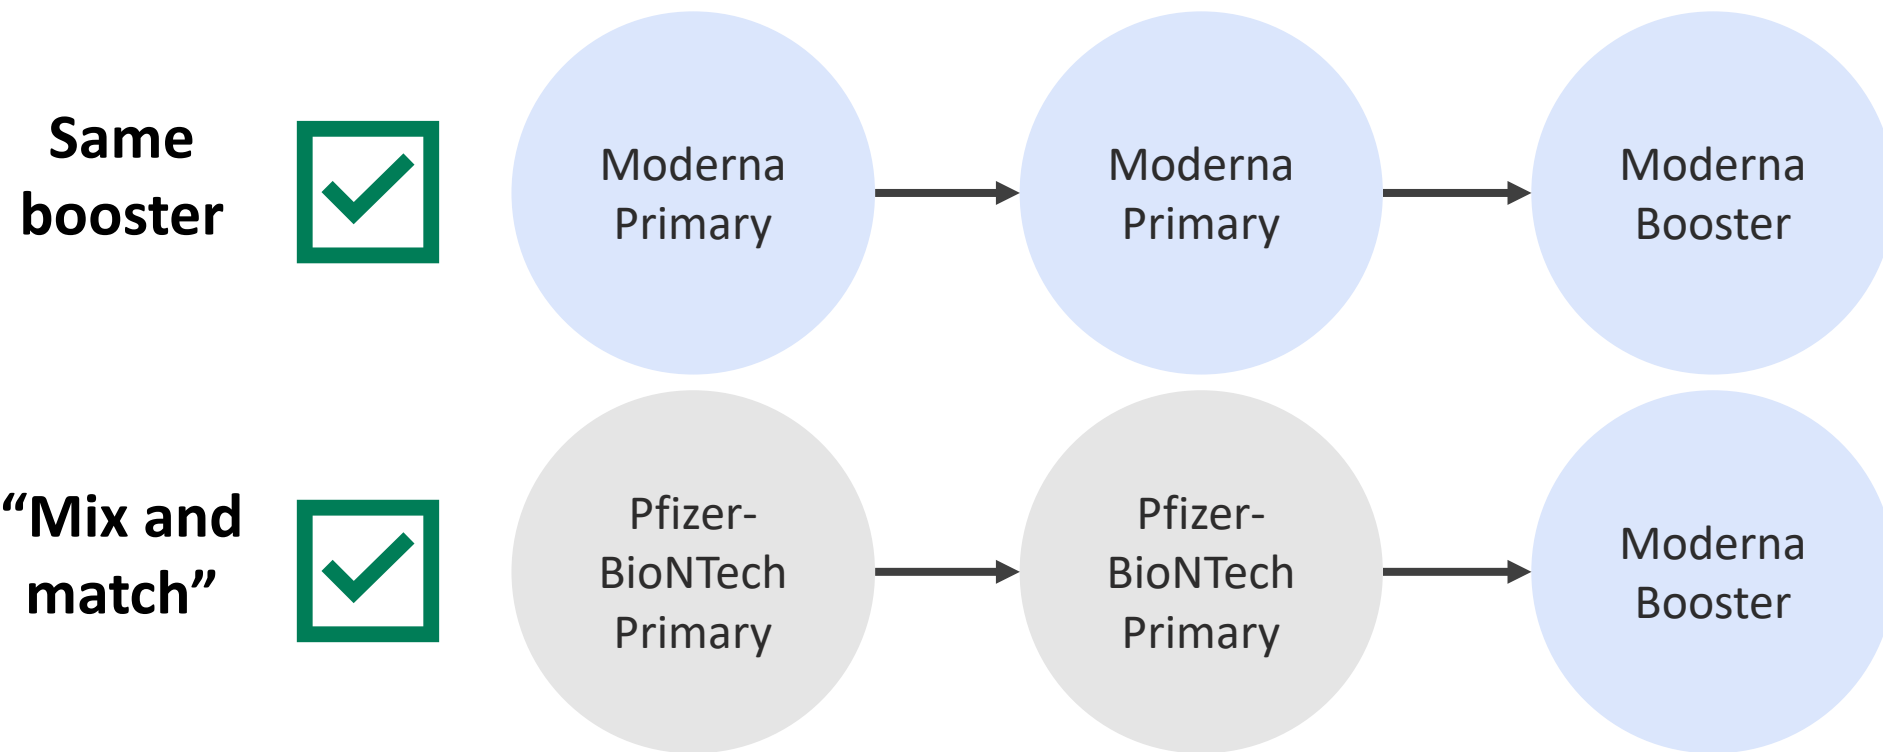 Same
booster
Moderna
Primary
Moderna
Primary
Moderna
Booster
“Mix and
match”
Pfizer-
BioNTech
Primary
Pfizer-
BioNTech
Primary
Moderna
Booster